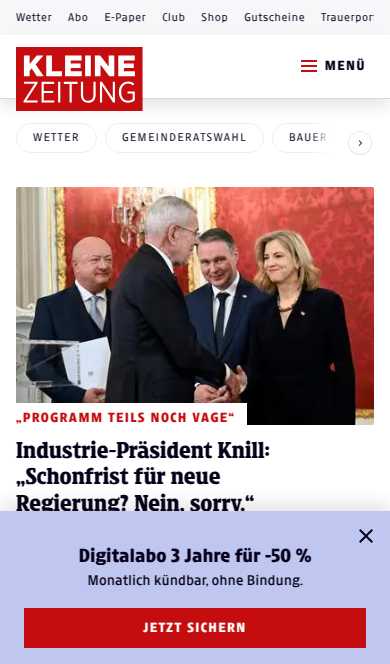 Wetter Abo E-Paper Club Shop Gutscheine Trauerpor
KLEINE
ZEITUNG
MENÜ
WETTER GEMEINDERATSWAHL BAUER
„PROGRAMM TEILS NOCH VAGE“
Industrie-Präsident Knill:
„Schonfrist für neue
Regierung? Nein, sorry.“
Digitalabo 3 Jahre für -50 %
Monatlich kündbar, ohne Bindung.
JETZT SICHERN